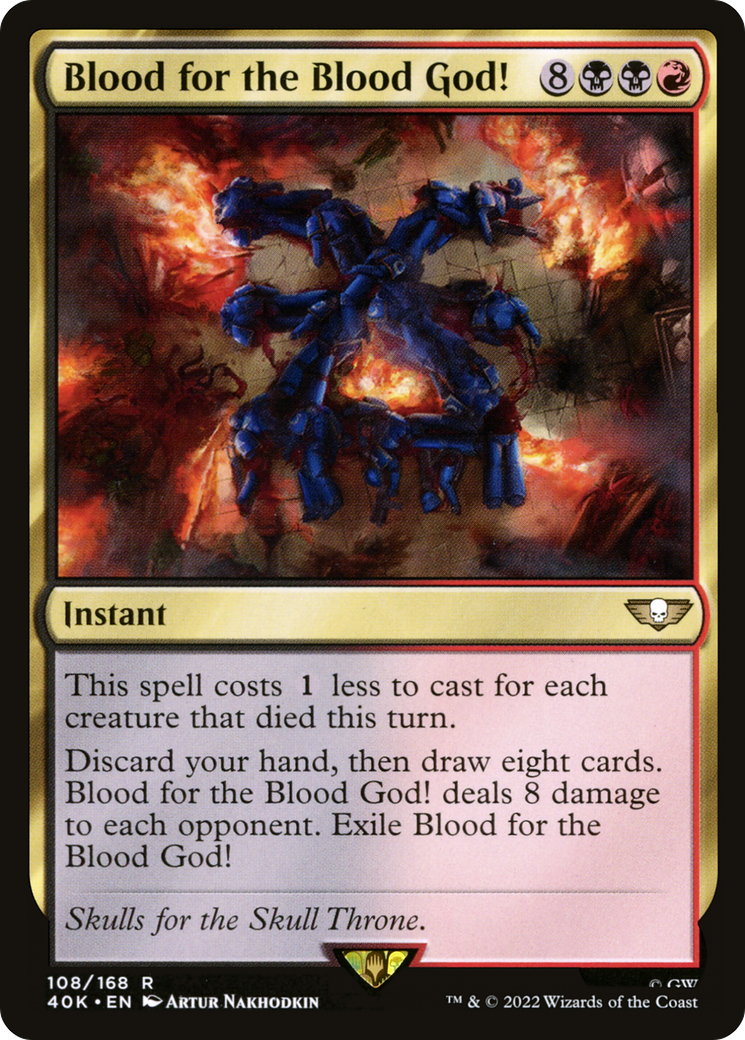 Blood for the Blood God! 8
Instant
This spell costs 1 less to cast for each
creature that died this turn.
Discard your hand, then draw eight cards.
Blood for the Blood God! deals 8 damage
to each opponent. Exile Blood for the
Blood God!
Skulls for the Skull Throne.
108/168 R
40K • EN Artur Nakhodkin
© GW
™ & © 2022 Wizards of the Coast